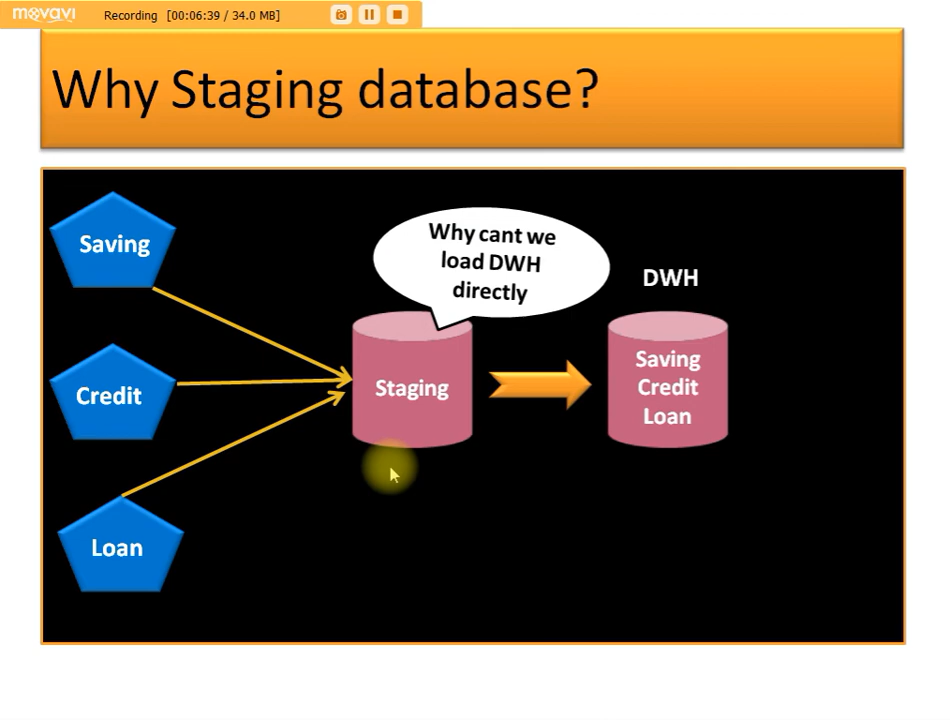 movavi Recording [00:06:39 / 34.0 MB]
Why Staging database?
Saving
Credit
Loan
Why cant we
load DWH
directly
Staging
DWH
Saving
Credit
Loan